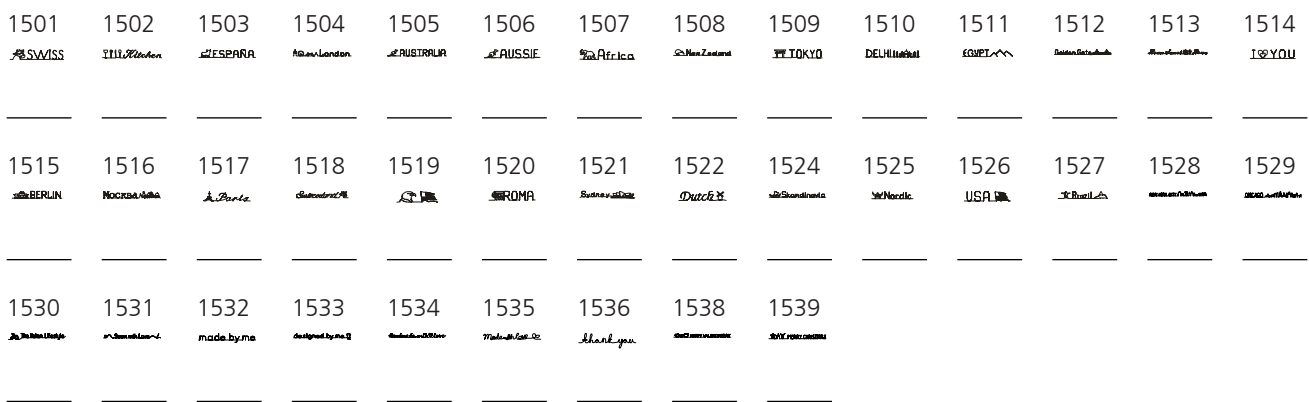 1501 1502 1503 1504 1505 1506 1507 1508 1509 1510 1511 1512 1513 1514
SWISS Kitchen ESPAÑA London AUSTRALIA AUSSIE Africa New Zealand TOKYO DELHI EGYPT Golden Gate I YOU
1515 1516 1517 1518 1519 1520 1521 1522 1524 1525 1526 1527 1528 1529
BERLIN МОСКВА Paris ROMA Sydney Dutch Skandinavia Nordic USA Brazil
1530 1531 1532 1533 1534 1535 1536 1538 1539
made by me designed by me thank you